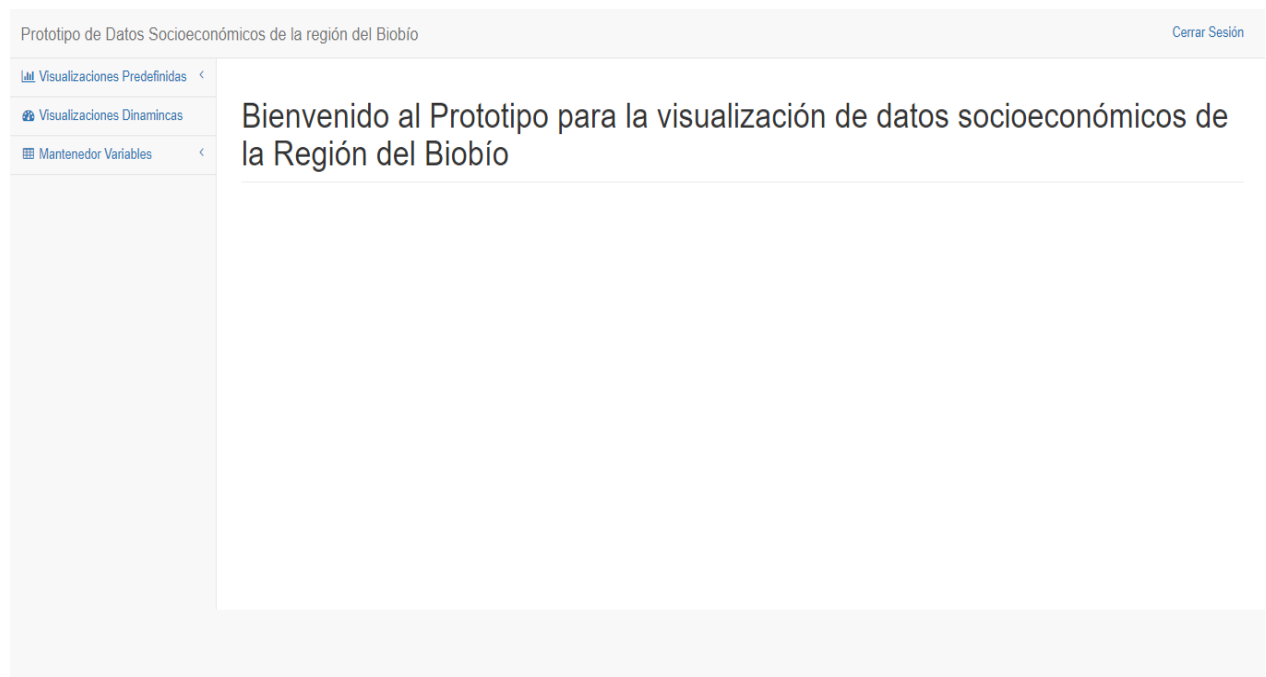 Prototipo de Datos Socioeconómicos de la región del Biobío
Cerrar Sesión
Visualizaciones Predefinidas
Visualizaciones Dinamincas
Mantenedor Variables
Bienvenido al Prototipo para la visualización de datos socioeconómicos de
la Región del Biobío